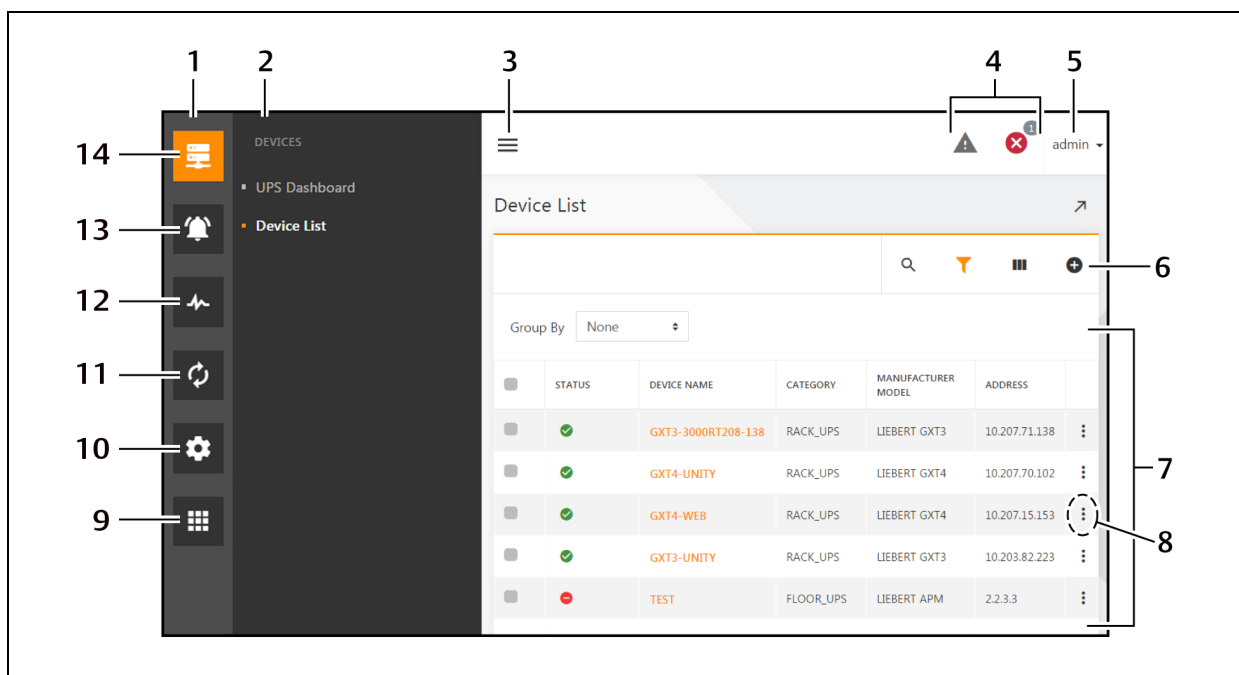 1 2 3 4 5
14 DEVICES 1 admin
UPS Dashboard
Device List
13
Device List
6
12
Group By None
11
STATUS DEVICE NAME CATEGORY MANUFACTURER MODEL ADDRESS
GXT3-3000RT208-138 RACK_UPS LIEBERT GXT3 10.207.71.138
10
GXT4-UNITY RACK_UPS LIEBERT GXT4 10.207.70.102
7
9
GXT4-WEB RACK_UPS LIEBERT GXT4 10.207.15.153
8
GXT3-UNITY RACK_UPS LIEBERT GXT3 10.203.82.223
TEST FLOOR_UPS LIEBERT APM 2.2.3.3